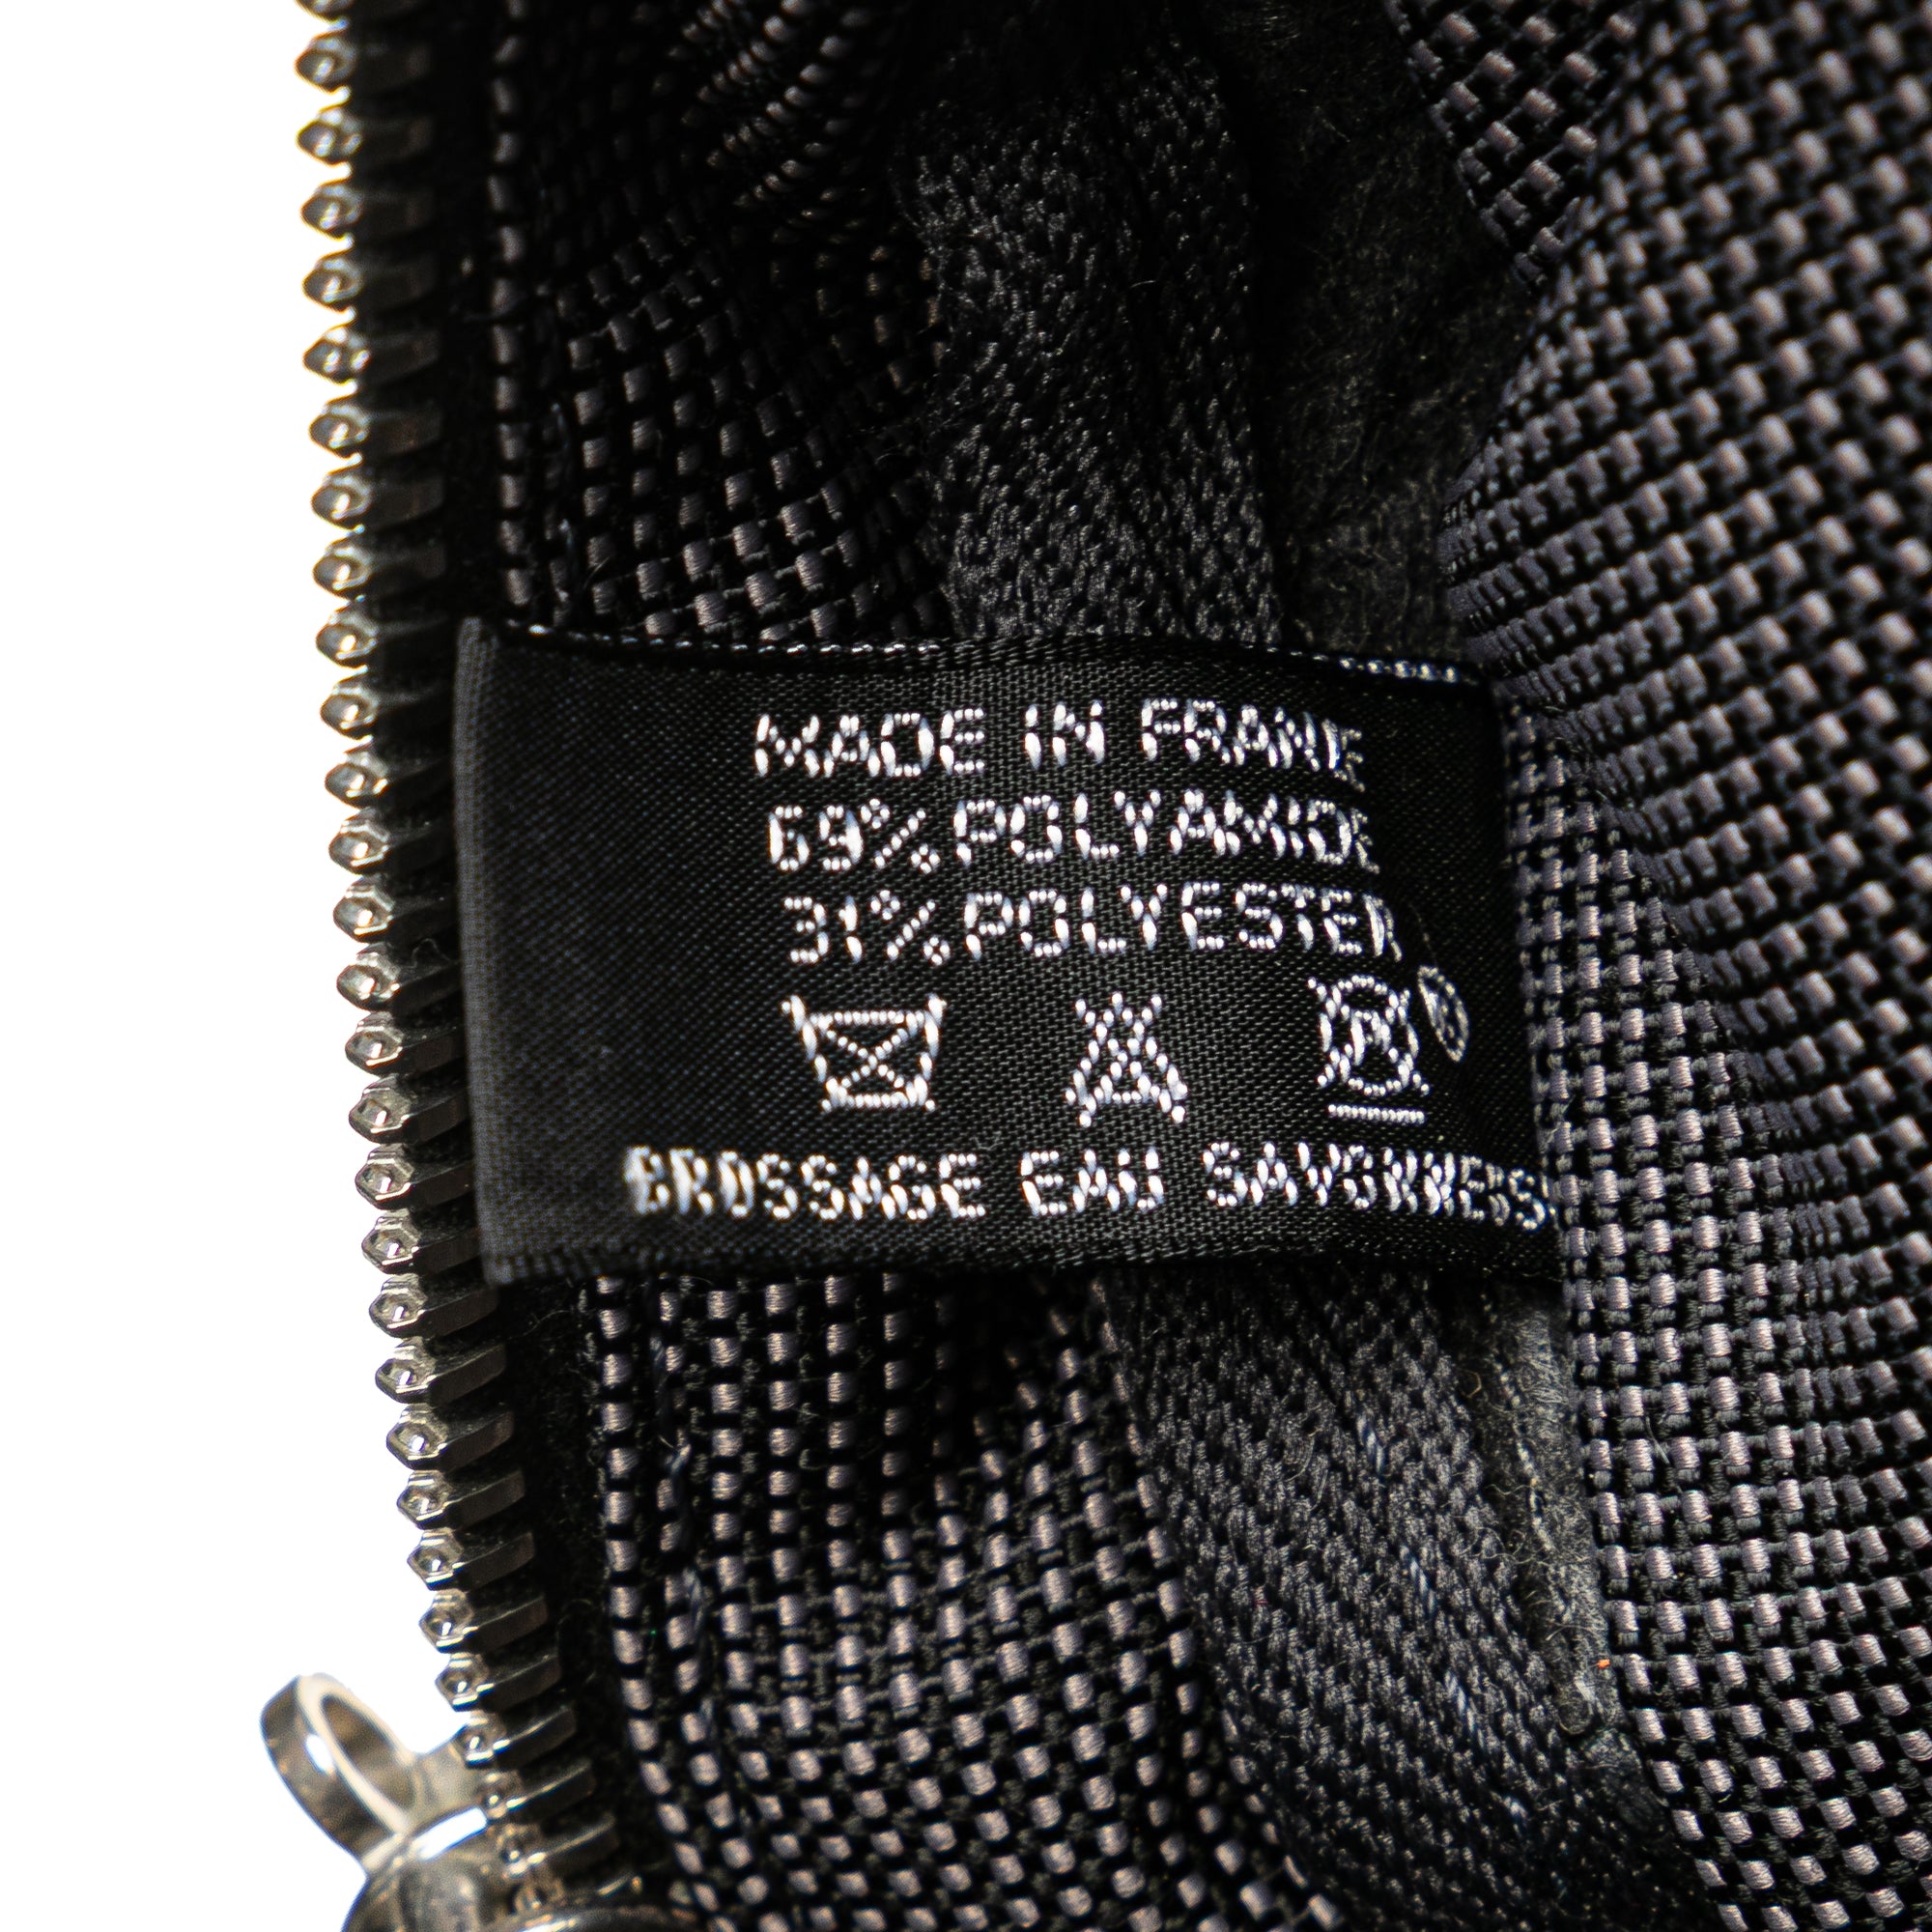 MADE IN FRANCE
69% POLYAMIDE
31% POLYESTER
BROSSAGE EAU SAVONNEUSE